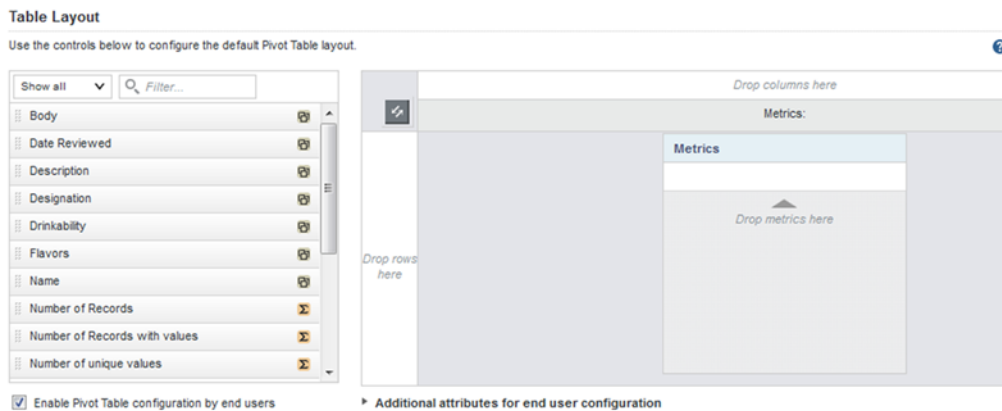 Table Layout
Use the controls below to configure the default Pivot Table layout.
?
Show all
Filter...
Body
Date Reviewed
Description
Designation
Drinkability
Flavors
Name
Number of Records
Σ
Number of Records with values
Σ
Number of unique values
Σ
Enable Pivot Table configuration by end users
Drop columns here
Metrics:
Metrics
Drop metrics here
Drop rows
here
Additional attributes for end user configuration